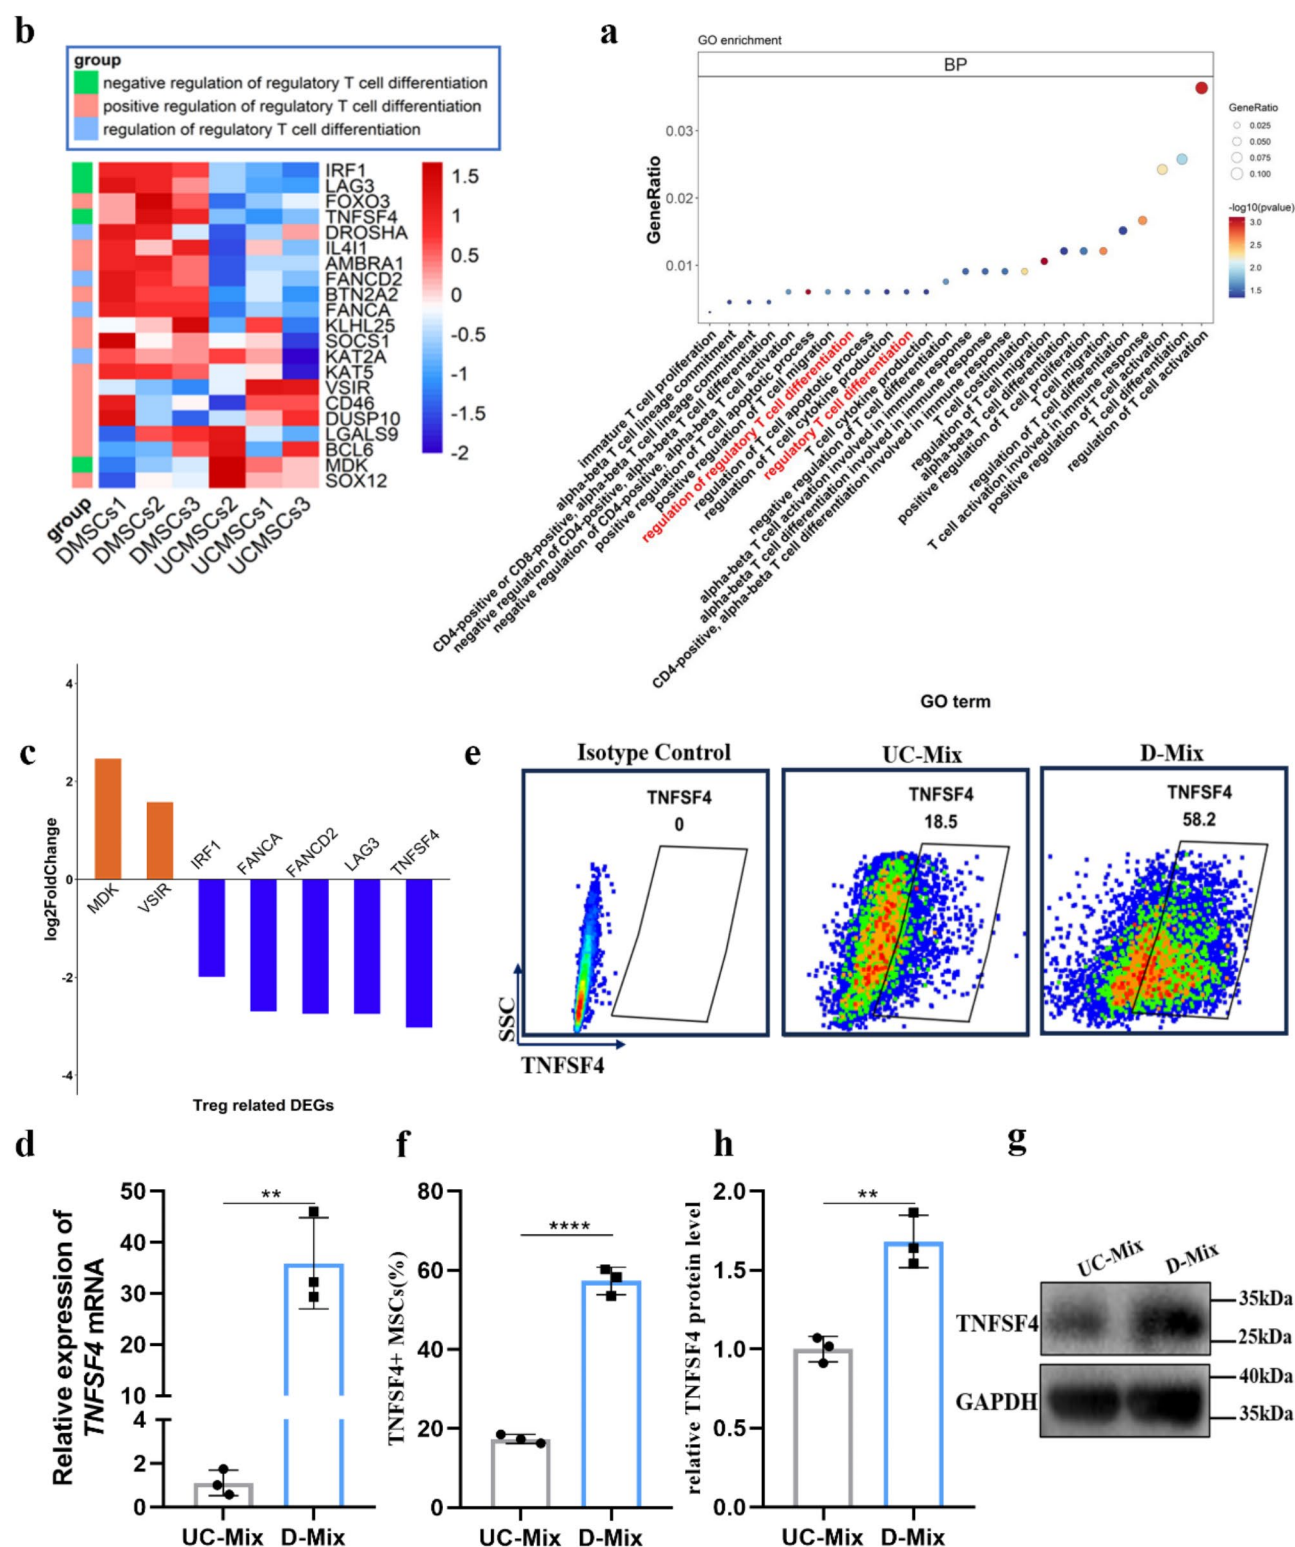 b
group
negative regulation of regulatory T cell differentiation
positive regulation of regulatory T cell differentiation
regulation of regulatory T cell differentiation
IRF1
LAG3
FOXO3
TNFSF4
DROSHA
IL4I1
AMBRA1
FANCD2
BTN2A2
FANCA
KLHL25
SOCS1
KAT2A
KAT5
VSIR
CD46
DUSP10
LGALS9
BCL6
MDK
SOX12
1.5
1
0.5
0
-0.5
-1
-1.5
-2
group
DMSCs1
DMSCs2
DMSCs3
UCMSCs2
UCMSCs1
UCMSCs3
a
GO enrichment
BP
GeneRatio
0.03
0.02
0.01
GeneRatio
0.025
0.050
0.075
0.100
-log10(pvalue)
3.0
2.5
2.0
1.5
immature T cell proliferation
alpha-beta T cell lineage commitment
CD4-positive or CD8-positive, alpha-beta T cell lineage commitment
negative regulation of CD4-positive, alpha-beta T cell differentiation
negative regulation of CD4-positive, alpha-beta T cell activation
positive regulation of T cell apoptotic process
positive regulation of T cell migration
regulation of regulatory T cell differentiation
regulation of T cell apoptotic process
regulation of T cell cytokine production
regulatory T cell differentiation
T cell cytokine production
negative regulation of T cell differentiation
alpha-beta T cell activation involved in immune response
alpha-beta T cell differentiation involved in immune response
CD4-positive, alpha-beta T cell differentiation involved in immune response
T cell costimulation
regulation of T cell migration
alpha-beta T cell differentiation
positive regulation of T cell proliferation
T cell migration
regulation of T cell differentiation
T cell activation involved in immune response
positive regulation of T cell activation
T cell differentiation
regulation of T cell activation
GO term
c
log2FoldChange
4
2
0
-2
-4
MDK
VSIR
IRF1
FANCA
FANCD2
LAG3
TNFSF4
Treg related DEGs
e
Isotype Control
UC-Mix
D-Mix
TNFSF4
0
TNFSF4
18.5
TNFSF4
58.2
SSC
TNFSF4
d
Relative expression of
TNFSF4 mRNA
50
40
30
20
10
4
2
0
**
UC-Mix
D-Mix
f
TNFSF4+ MSCs(%)
80
60
40
20
0
****
UC-Mix
D-Mix
h
relative TNFSF4 protein level
2.0
1.5
1.0
0.5
0.0
**
UC-Mix
D-Mix
g
UC-Mix
D-Mix
TNFSF4
35kDa
25kDa
GAPDH
40kDa
35kDa